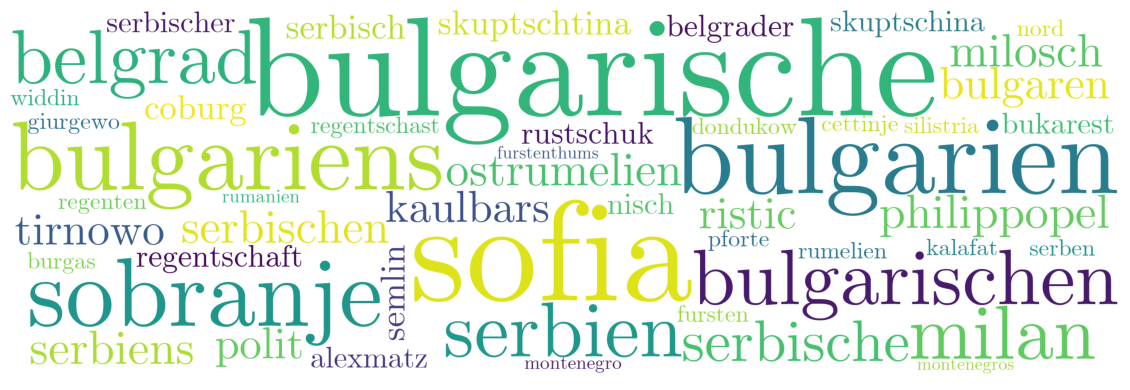 serbischer serbisch skuptschtina belgrader skuptschina nord
belgrad bulgarische milosch
widdin coburg bulgaren
giurgewo regentschast rustschuk dondukow cettinje silistria bukarest
bulgariens furstenthums ostrumelien bulgarien
regenten rumanien kaulbars nisch ristic philippopel
tirnowo serbischen sofia pforte
burgas regentschaft semlin rumelien kalafat serben
sobranje bulgarischen
serbiens polit alexmatz serbien fursten serbische milan
montenegro montenegros